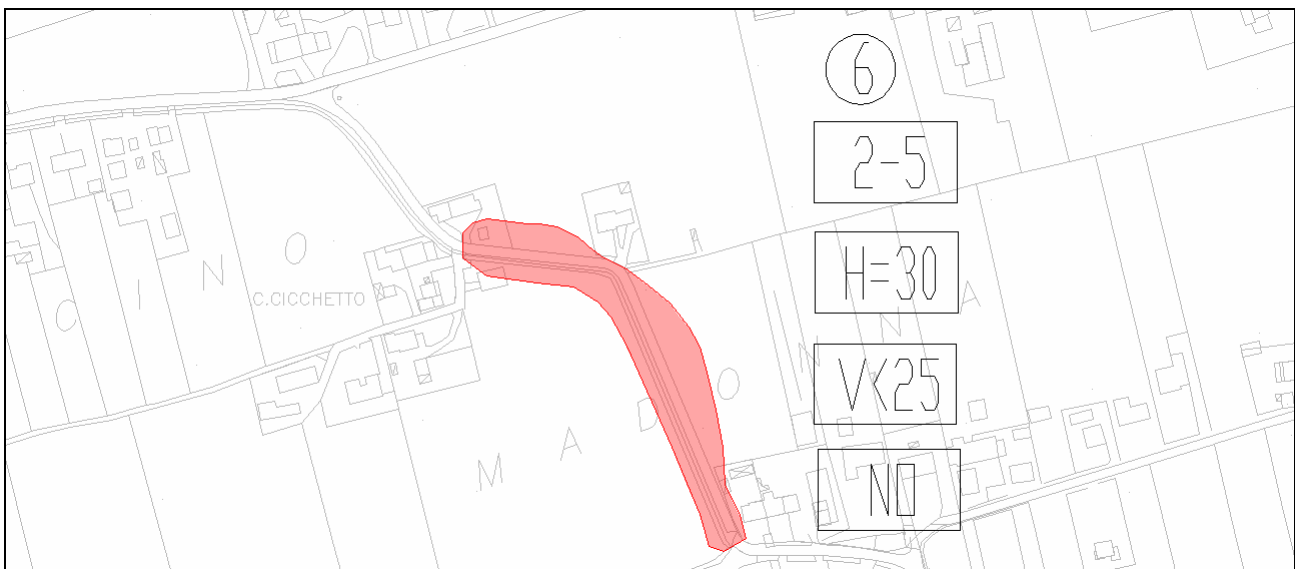 6
2-5
H=30
V<25
NO
C I N O
C.CICCHETTO
M A D O N N A